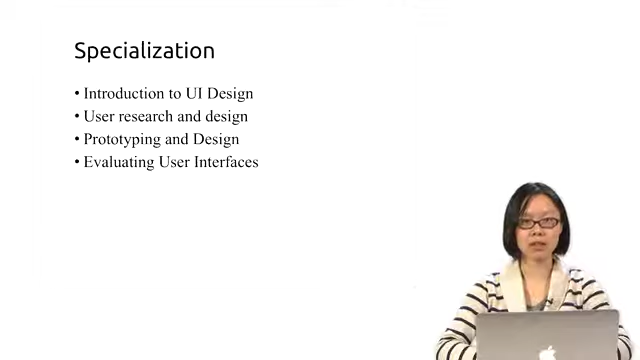 Specialization
• Introduction to UI Design
• User research and design
• Prototyping and Design
• Evaluating User Interfaces